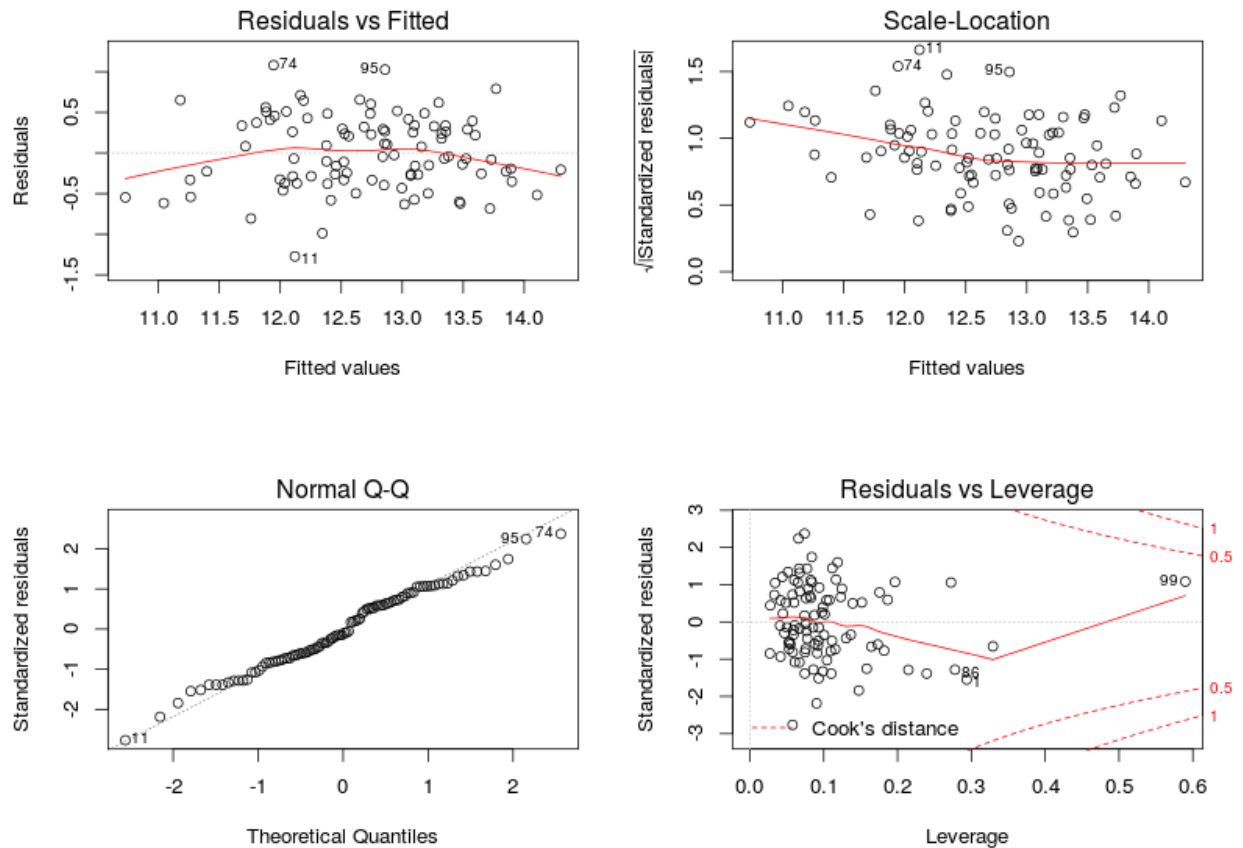 Residuals vs Fitted
Residuals
-1.5
-0.5
0.5
74
95
11
11.0 11.5 12.0 12.5 13.0 13.5 14.0
Fitted values
Scale-Location
√|Standardized residuals|
0.0
0.5
1.0
1.5
11
74
95
11.0 11.5 12.0 12.5 13.0 13.5 14.0
Fitted values
Normal Q-Q
Standardized residuals
-2
-1
0
1
2
95
74
11
-2 -1 0 1 2
Theoretical Quantiles
Residuals vs Leverage
Standardized residuals
-3
-2
-1
0
1
2
3
1
0.5
99
86
1
0.5
1
Cook's distance
0.0 0.1 0.2 0.3 0.4 0.5 0.6
Leverage